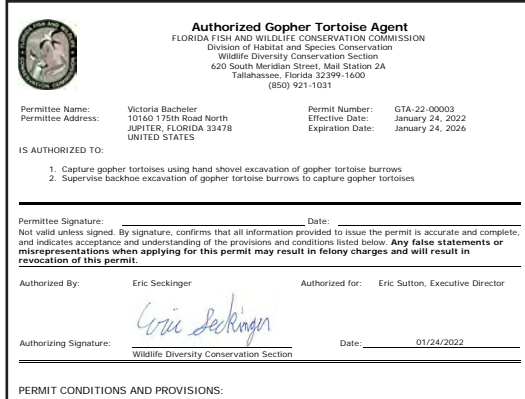 Authorized Gopher Tortoise Agent
FLORIDA FISH AND WILDLIFE CONSERVATION COMMISSION
Division of Habitat and Species Conservation
Wildlife Diversity Conservation Section
620 South Meridian Street, Mail Station 2A
Tallahassee, Florida 32399-1600
(850) 921-1031
Permittee Name: Victoria Bacheler Permit Number: GTA-22-00003
Permittee Address: 10160 175th Road North Effective Date: January 24, 2022
JUPITER, FLORIDA 33478 Expiration Date: January 24, 2026
UNITED STATES
IS AUTHORIZED TO:
1. Capture gopher tortoises using hand shovel excavation of gopher tortoise burrows
2. Supervise backhoe excavation of gopher tortoise burrows to capture gopher tortoises
Permittee Signature: Date:
Not valid unless signed. By signature, confirms that all information provided to issue the permit is accurate and complete,
and indicates acceptance and understanding of the provisions and conditions listed below. Any false statements or
misrepresentations when applying for this permit may result in felony charges and will result in
revocation of this permit.
Authorized By: Eric Seckinger Authorized for: Eric Sutton, Executive Director
Eric Seckinger
Authorizing Signature: Date: 01/24/2022
Wildlife Diversity Conservation Section
PERMIT CONDITIONS AND PROVISIONS: